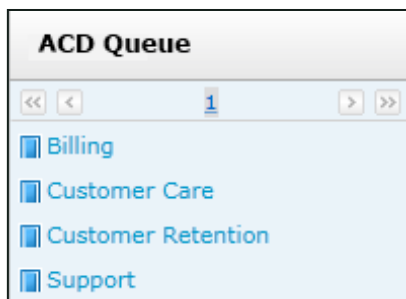 ACD Queue
1
Billing
Customer Care
Customer Retention
Support